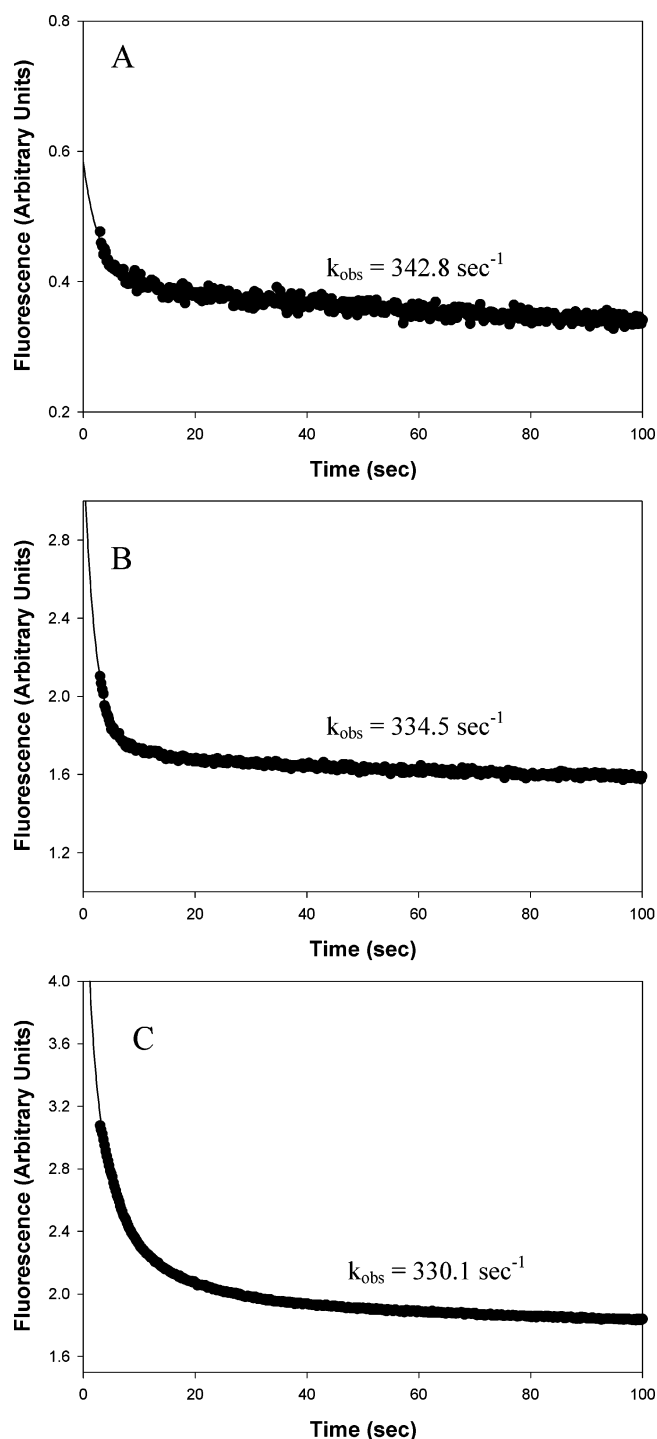 A
Fluorescence (Arbitrary Units)
0.8
0.6
0.4
0.2
k_obs = 342.8 sec⁻¹
0 20 40 60 80 100
Time (sec)
B
Fluorescence (Arbitrary Units)
2.8
2.4
2.0
1.6
1.2
k_obs = 334.5 sec⁻¹
0 20 40 60 80 100
Time (sec)
C
Fluorescence (Arbitrary Units)
4.0
3.6
3.2
2.8
2.4
2.0
1.6
k_obs = 330.1 sec⁻¹
0 20 40 60 80 100
Time (sec)